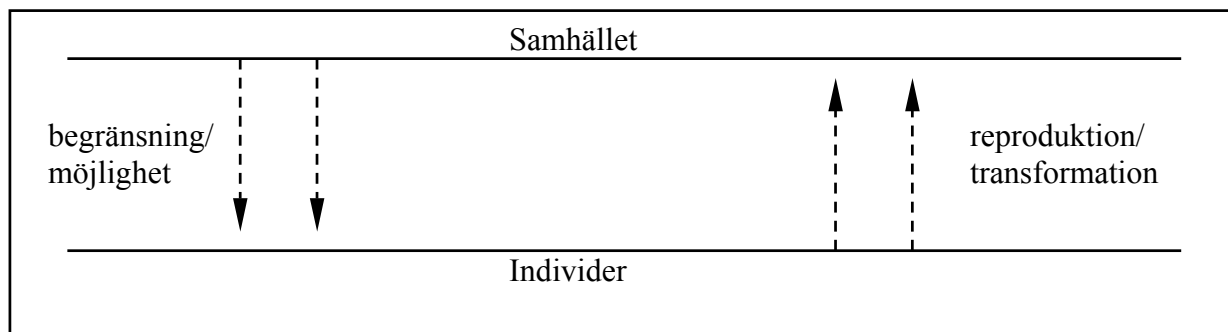 Samhället
begränsning/
möjlighet
reproduktion/
transformation
Individer